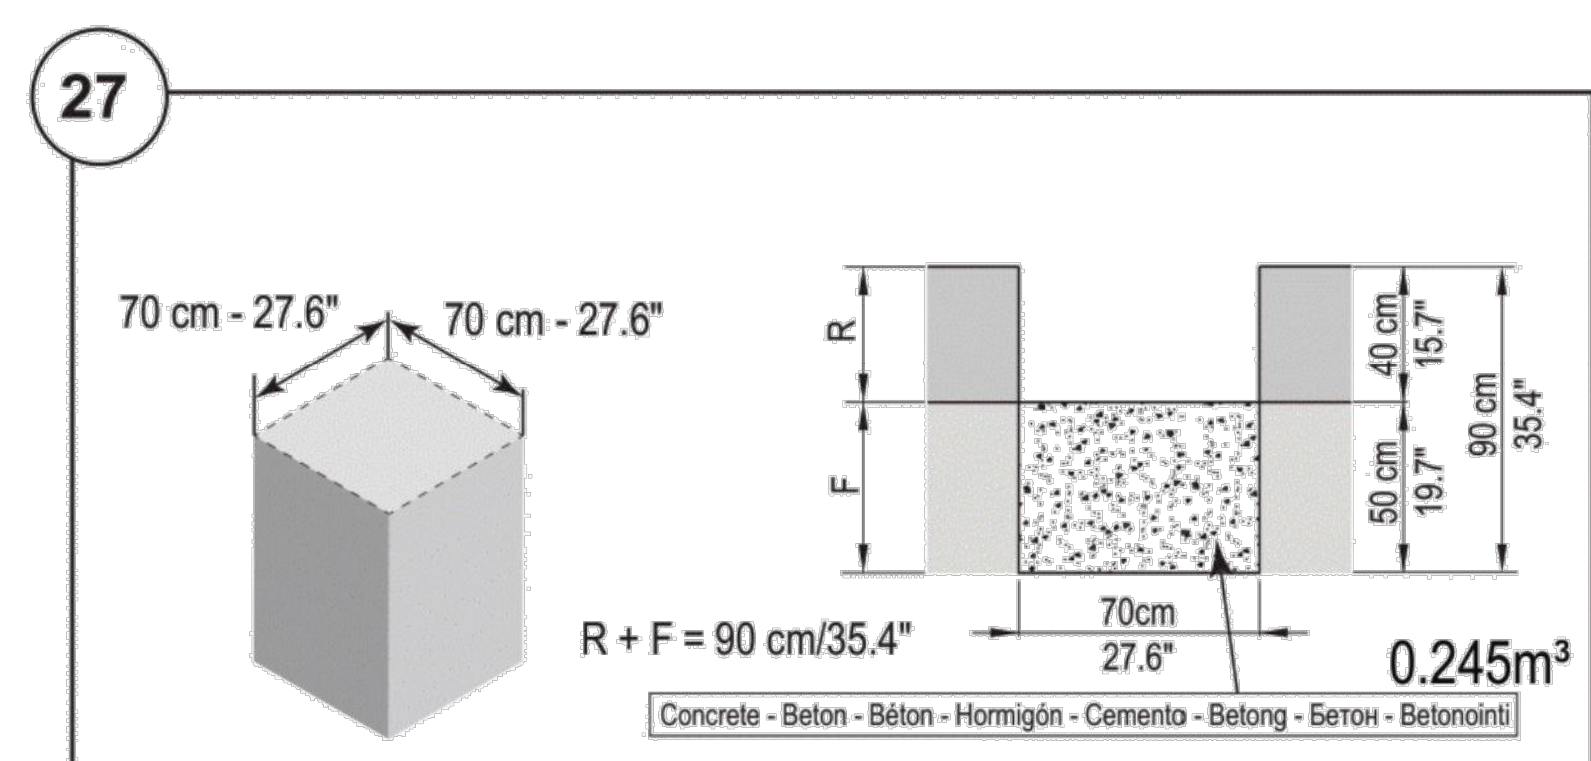 27
70 cm - 27.6"
70 cm - 27.6"
R
F
40 cm
15.7"
50 cm
19.7"
90 cm
35.4"
70cm
27.6"
R + F = 90 cm/35.4"
0.245m³
Concrete - Beton - Béton - Hormigón - Cemento - Betong - Бетон - Betonointi